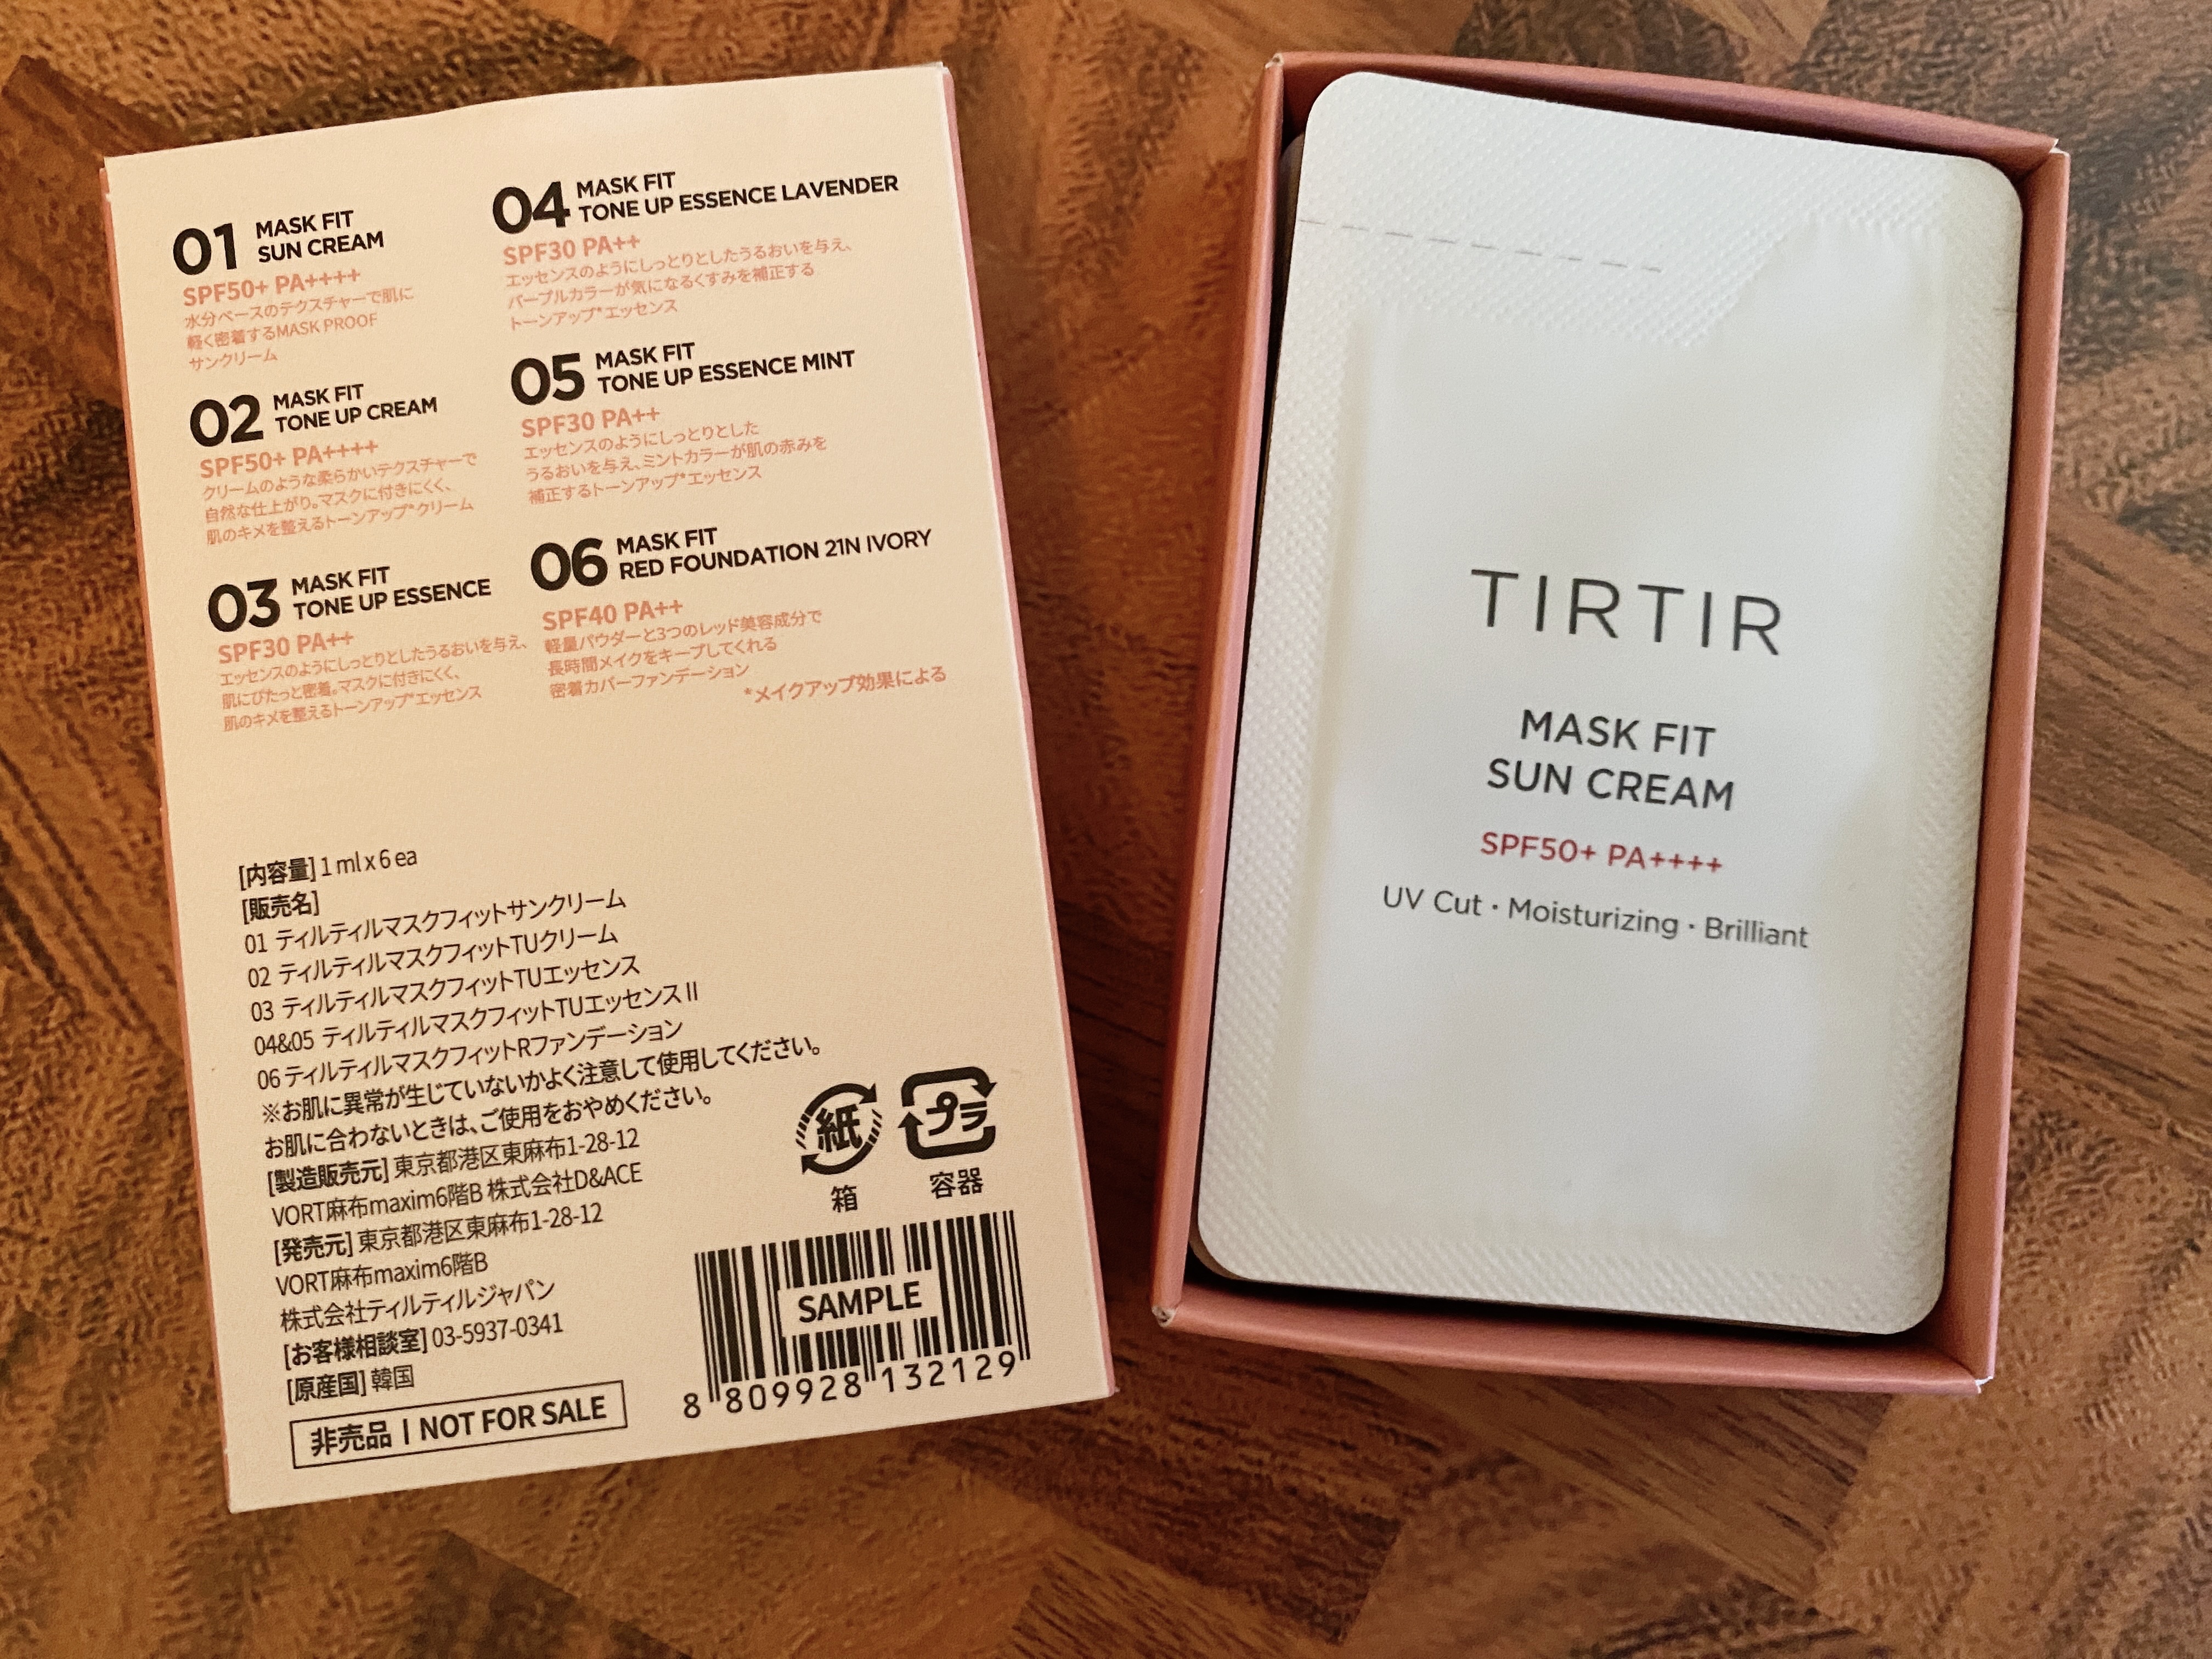 01 MASK FIT
SUN CREAM
SPF50+ PA++++
水分ベースのテクスチャーで肌に
軽く密着するMASK PROOF
サンクリーム
02 MASK FIT
TONE UP CREAM
SPF50+ PA++++
クリームのような柔らかいテクスチャーで
自然な仕上がり。マスクに付きにくく、
肌のキメを整えるトーンアップ*クリーム
03 MASK FIT
TONE UP ESSENCE
SPF30 PA++
エッセンスのようにしっとりとしたうるおいを与え、
肌にぴたっと密着。マスクに付きにくく、
肌のキメを整えるトーンアップ*エッセンス
04 MASK FIT
TONE UP ESSENCE LAVENDER
SPF30 PA++
エッセンスのようにしっとりとしたうるおいを与え、
パープルカラーが気になるくすみを補正する
トーンアップ*エッセンス
05 MASK FIT
TONE UP ESSENCE MINT
SPF30 PA++
エッセンスのようにしっとりとした
うるおいを与え、ミントカラーが肌の赤みを
補正するトーンアップ*エッセンス
06 MASK FIT
RED FOUNDATION 21N IVORY
SPF40 PA++
軽量パウダーと3つのレッド美容成分で
長時間メイクをキープしてくれる
密着カバーファンデーション
*メイクアップ効果による
[内容量] 1 ml x 6 ea
[販売名]
01 ティルティルマスクフィットサンクリーム
02 ティルティルマスクフィットTUクリーム
03 ティルティルマスクフィットTUエッセンス
04&05 ティルティルマスクフィットTUエッセンス II
06 ティルティルマスクフィットRファンデーション
※お肌に異常が生じていないかよく注意して使用してください。
お肌に合わないときは、ご使用をおやめください。
[製造販売元] 東京都港区東麻布1-28-12
VORT麻布maxim6階B 株式会社D&ACE
[発売元] 東京都港区東麻布1-28-12
VORT麻布maxim6階B
株式会社ティルティルジャパン
[お客様相談室] 03-5937-0341
[原産国] 韓国
非売品 | NOT FOR SALE
紙
箱
プラ
容器
SAMPLE
8 809928 132129
TIRTIR
MASK FIT
SUN CREAM
SPF50+ PA++++
UV Cut・Moisturizing・Brilliant